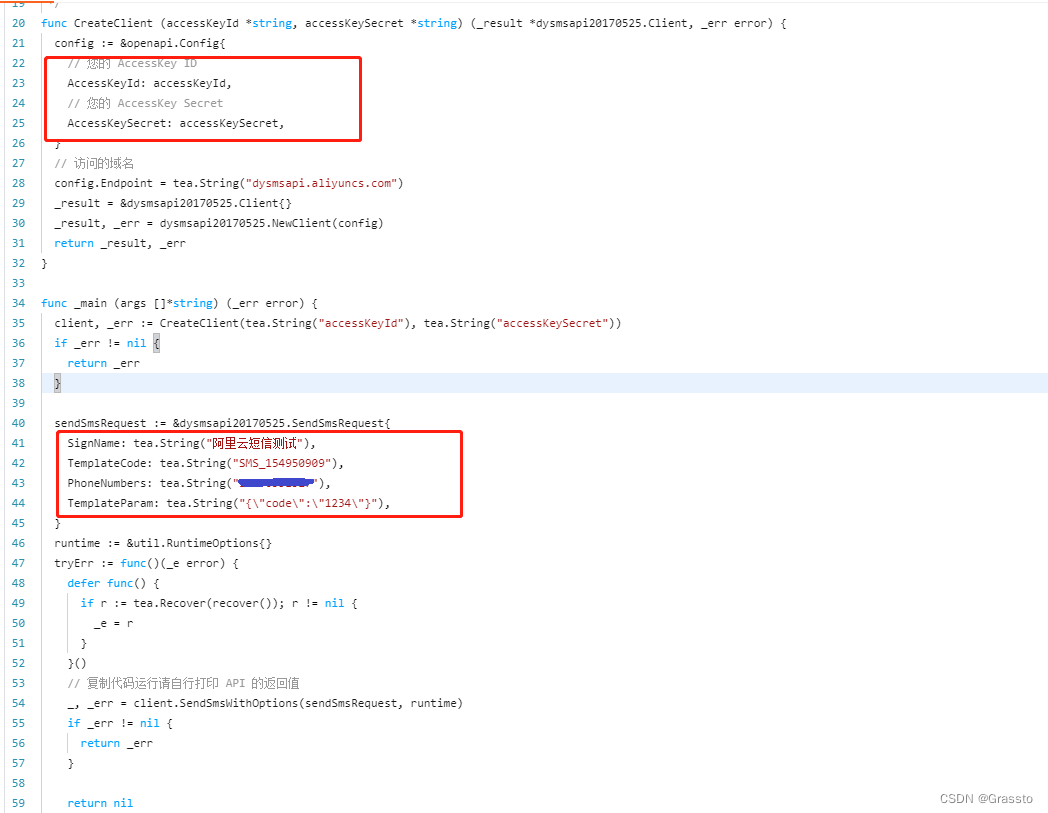 19 /
20 func CreateClient (accessKeyId *string, accessKeySecret *string) (_result *dysmsapi20170525.Client, _err error) {
21 config := &openapi.Config{
22 // 您的 AccessKey ID
23 AccessKeyId: accessKeyId,
24 // 您的 AccessKey Secret
25 AccessKeySecret: accessKeySecret,
26 }
27 // 访问的域名
28 config.Endpoint = tea.String("dysmsapi.aliyuncs.com")
29 _result = &dysmsapi20170525.Client{}
30 _result, _err = dysmsapi20170525.NewClient(config)
31 return _result, _err
32 }
33
34 func _main (args []*string) (_err error) {
35 client, _err := CreateClient(tea.String("accessKeyId"), tea.String("accessKeySecret"))
36 if _err != nil {
37 return _err
38 }
39
40 sendSmsRequest := &dysmsapi20170525.SendSmsRequest{
41 SignName: tea.String("阿里云短信测试"),
42 TemplateCode: tea.String("SMS_154950909"),
43 PhoneNumbers: tea.String(""),
44 TemplateParam: tea.String("{\"code\":\"1234\"}"),
45 }
46 runtime := &util.RuntimeOptions{}
47 tryErr := func()(_e error) {
48 defer func() {
49 if r := tea.Recover(recover()); r != nil {
50 _e = r
51 }
52 }()
53 // 复制代码运行请自行打印 API 的返回值
54 _, _err = client.SendSmsWithOptions(sendSmsRequest, runtime)
55 if _err != nil {
56 return _err
57 }
58
59 return nil
CSDN @Grassto